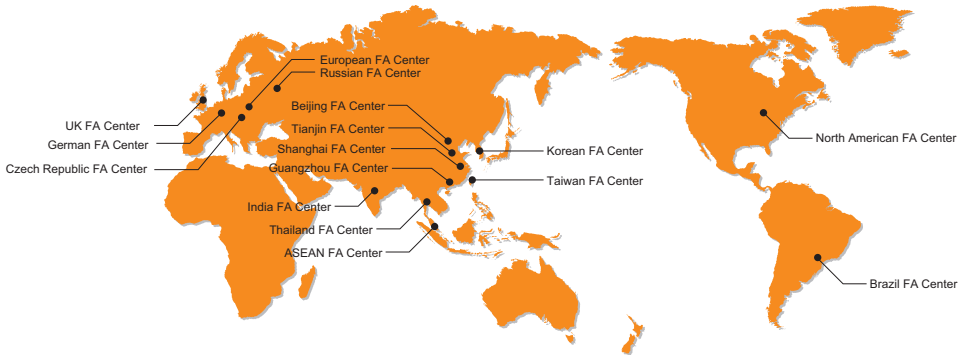 European FA Center
Russian FA Center
Beijing FA Center
UK FA Center
Tianjin FA Center
North American FA Center
German FA Center
Shanghai FA Center
Korean FA Center
Czech Republic FA Center
Guangzhou FA Center
Taiwan FA Center
India FA Center
Thailand FA Center
ASEAN FA Center
Brazil FA Center